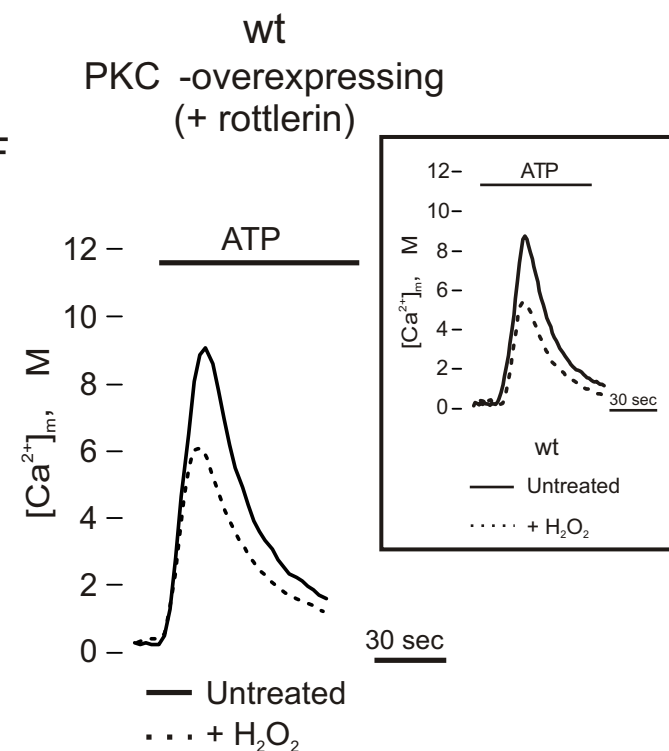 wt
PKC -overexpressing
(+ rottlerin)
F
ATP
12
10
8
6
4
2
0
[Ca²⁺]ₘ, M
30 sec
Untreated
+ H₂O₂
ATP
12
10
8
6
4
2
0
[Ca²⁺]ₘ, M
30 sec
wt
Untreated
+ H₂O₂